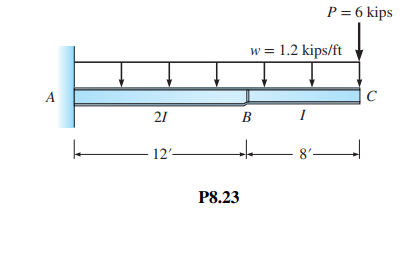 P = 6 kips
w = 1.2 kips/ft
A
C
2I
B
I
12′
8′
P8.23